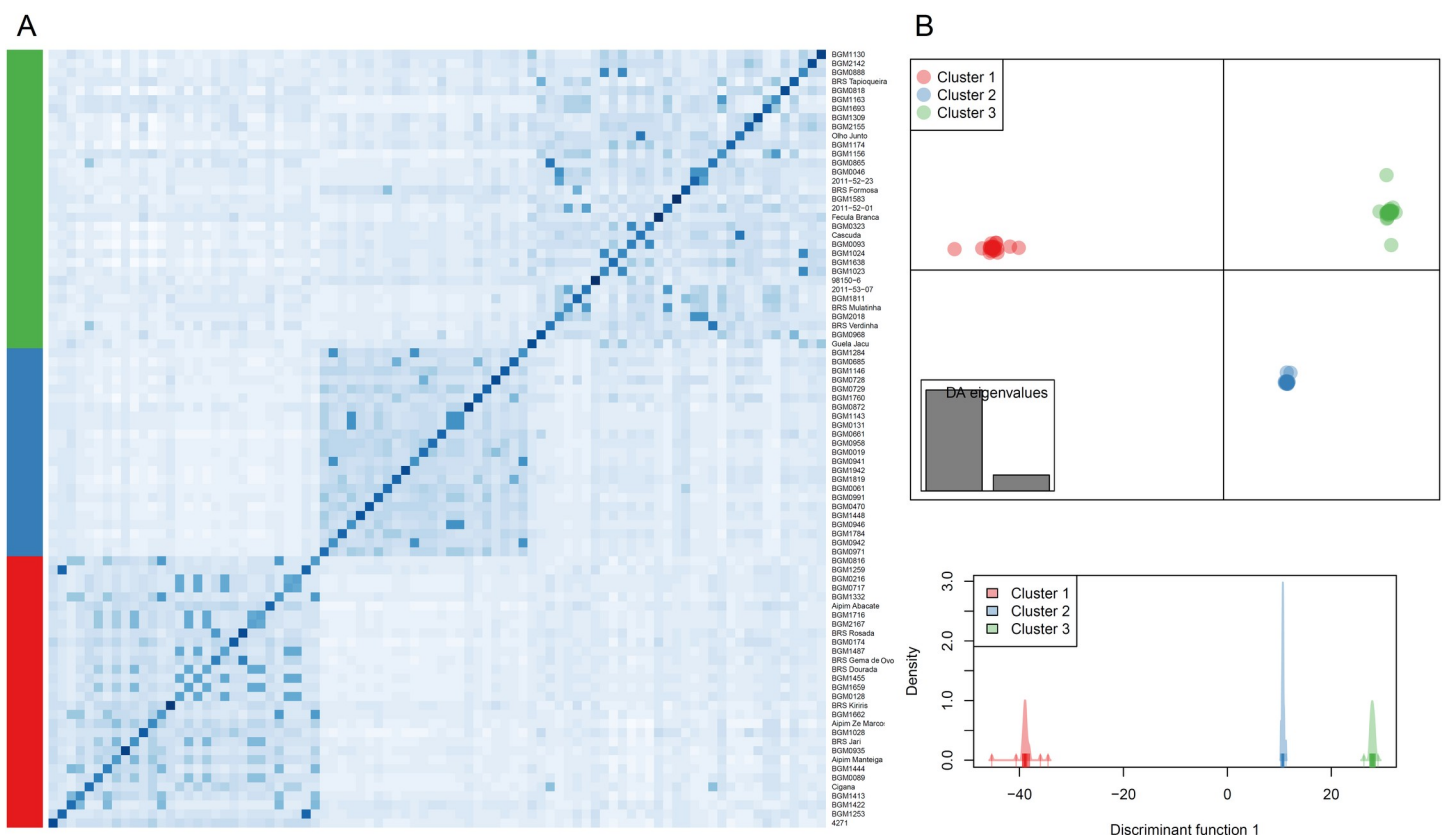 A
B
BGM1130
BGM2142
BGM0888
BRS Tapioqueira
BGM0818
BGM1163
BGM1693
BGM1309
BGM2155
Olho Junto
BGM1174
BGM1156
BGM0865
BGM0046
2011−52−23
BRS Formosa
BGM1583
2011−52−01
Fecula Branca
BGM0323
Cascuda
BGM0093
BGM1024
BGM1638
BGM1023
98150−6
2011−53−07
BGM1811
BRS Mulatinha
BGM2018
BRS Verdinha
BGM0968
Guela Jacu
BGM1284
BGM0685
BGM1146
BGM0728
BGM0729
BGM1760
BGM0872
BGM1143
BGM0131
BGM0661
BGM0958
BGM0019
BGM0941
BGM1942
BGM1819
BGM0061
BGM0991
BGM0470
BGM1448
BGM0946
BGM1784
BGM0942
BGM0971
BGM0816
BGM1259
BGM0216
BGM0717
BGM1332
Aipim Abacate
BGM1716
BGM2167
BRS Rosada
BGM0174
BGM1487
BRS Gema de Ovo
BRS Dourada
BGM1455
BGM1659
BGM0128
BRS Kiriris
BGM1662
Aipim Ze Marco
BGM1028
BRS Jari
BGM0935
Aipim Manteiga
BGM1444
BGM0089
Cigana
BGM1413
BGM1422
BGM1253
4271
Cluster 1
Cluster 2
Cluster 3
DA eigenvalues
Cluster 1
Cluster 2
Cluster 3
Density
3.0
2.0
1.0
0.0
−40
−20
0
20
Discriminant function 1